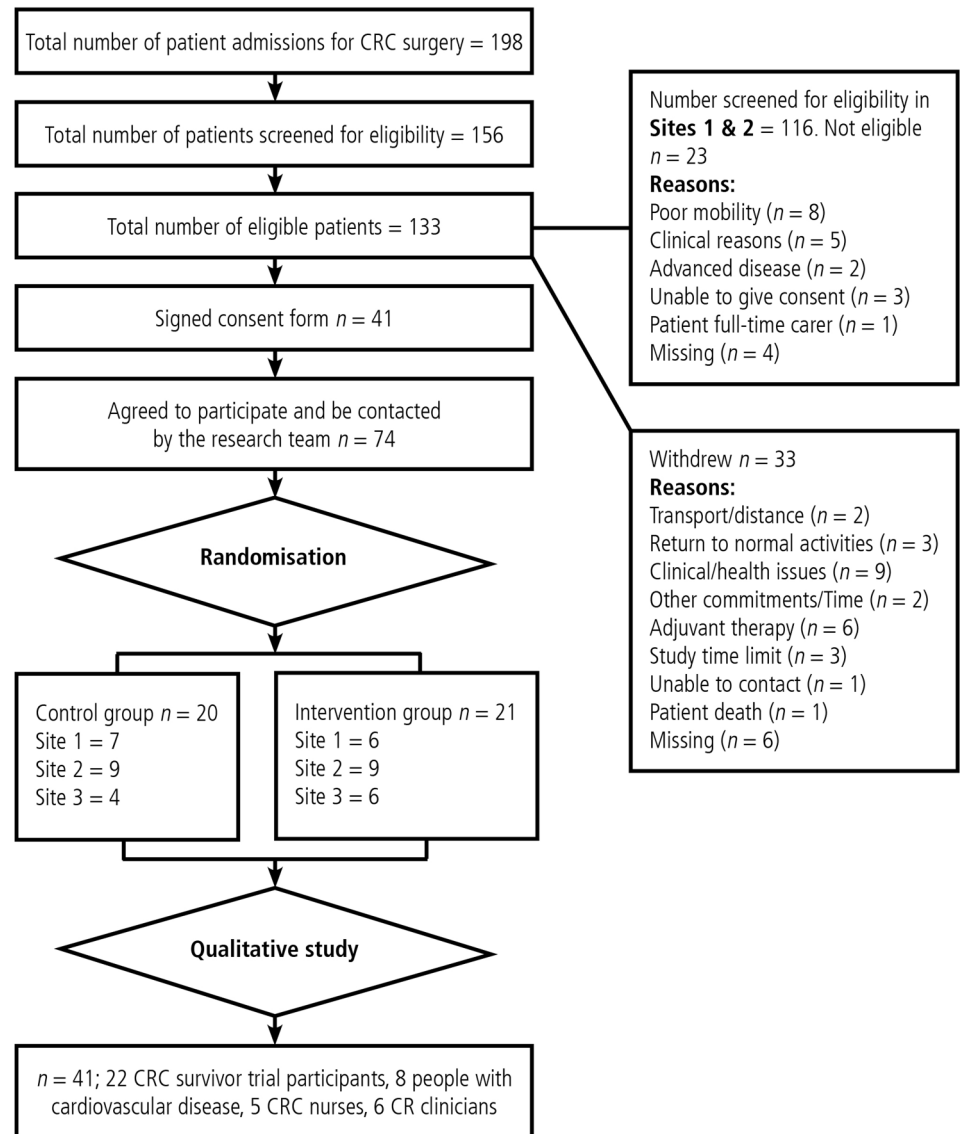 Total number of patient admissions for CRC surgery = 198
Total number of patients screened for eligibility = 156
Total number of eligible patients = 133
Number screened for eligibility in
Sites 1 & 2 = 116. Not eligible
n = 23
Reasons:
Poor mobility (n = 8)
Clinical reasons (n = 5)
Advanced disease (n = 2)
Unable to give consent (n = 3)
Patient full-time carer (n = 1)
Missing (n = 4)
Signed consent form n = 41
Agreed to participate and be contacted
by the research team n = 74
Withdrew n = 33
Reasons:
Transport/distance (n = 2)
Return to normal activities (n = 3)
Clinical/health issues (n = 9)
Other commitments/Time (n = 2)
Adjuvant therapy (n = 6)
Study time limit (n = 3)
Unable to contact (n = 1)
Patient death (n = 1)
Missing (n = 6)
Randomisation
Control group n = 20
Site 1 = 7
Site 2 = 9
Site 3 = 4
Intervention group n = 21
Site 1 = 6
Site 2 = 9
Site 3 = 6
Qualitative study
n = 41; 22 CRC survivor trial participants, 8 people with
cardiovascular disease, 5 CRC nurses, 6 CR clinicians